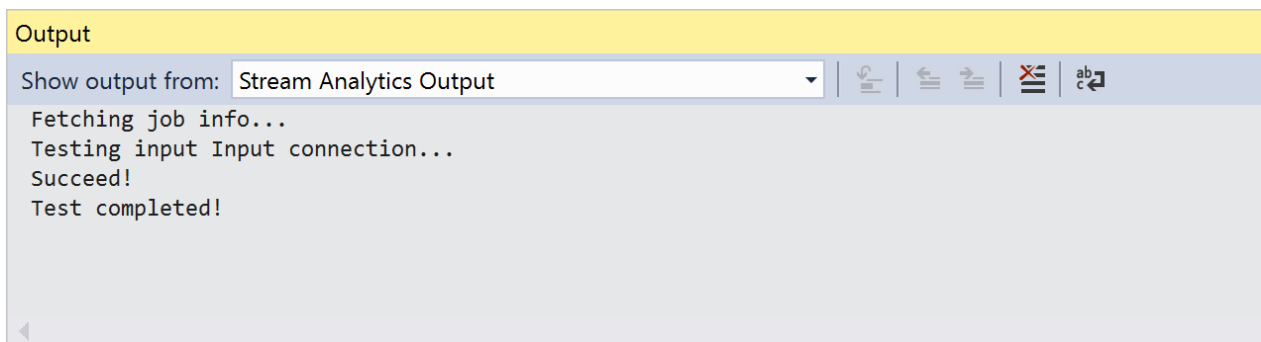 Output
Show output from: Stream Analytics Output
Fetching job info...
Testing input Input connection...
Succeed!
Test completed!